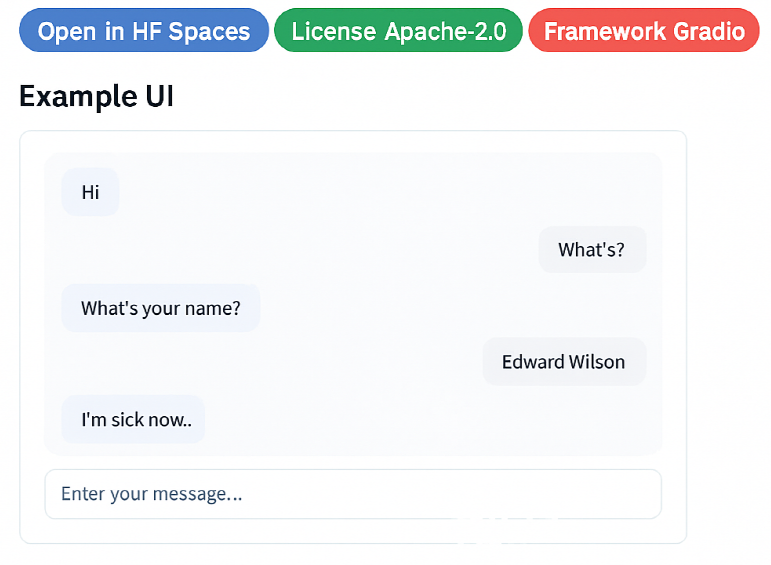 Open in HF Spaces License Apache-2.0 Framework Gradio
Example UI
Hi
What's?
What's your name?
Edward Wilson
I'm sick now..
Enter your message...